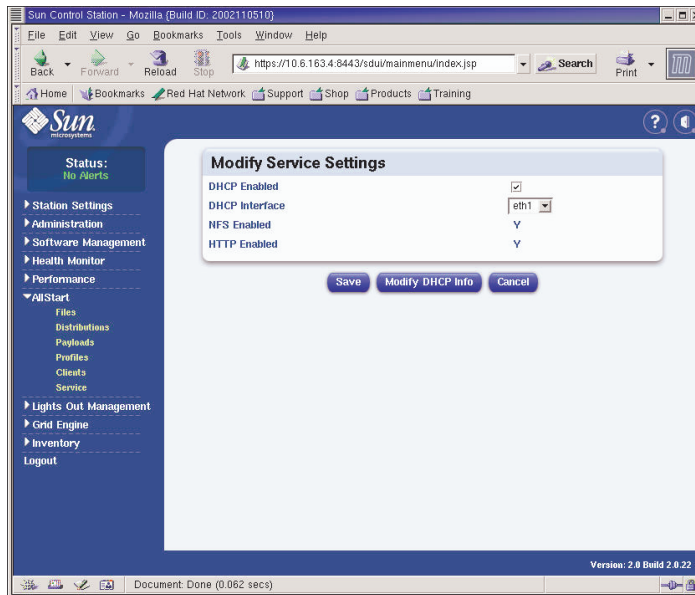 Sun Control Station - Mozilla {Build ID: 2002110510}
File Edit View Go Bookmarks Tools Window Help
Back Forward Reload Stop https://10.6.163.4:8443/sdui/mainmenu/index.jsp Search Print
Home Bookmarks Red Hat Network Support Shop Products Training
Sun
microsystems
?
Status:
No Alerts
Station Settings
Administration
Software Management
Health Monitor
Performance
AllStart
Files
Distributions
Payloads
Profiles
Clients
Service
Lights Out Management
Grid Engine
Inventory
Logout
Modify Service Settings
DHCP Enabled
DHCP Interface eth1
NFS Enabled Y
HTTP Enabled Y
Save Modify DHCP Info Cancel
Version: 2.0 Build 2.0.22
Document: Done (0.062 secs)